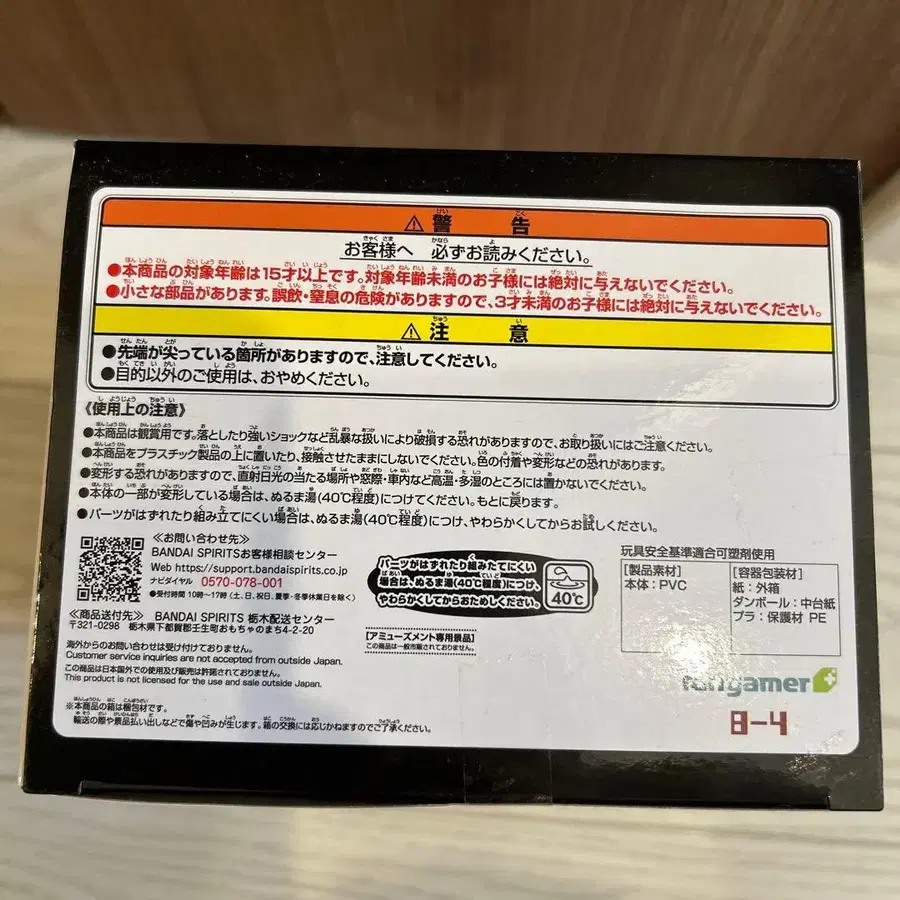 ⚠警告
お客様へ 必ずお読みください。
●本商品の対象年齢は15才以上です。対象年齢未満のお子様には絶対に与えないでください。
●小さな部品があります。誤飲・窒息の危険がありますので、3才未満のお子様には絶対に与えないでください。
⚠注意
●先端が尖っている箇所がありますので、注意してください。
●目的以外のご使用は、おやめください。
《使用上の注意》
●本商品は観賞用です。落としたり強いショックなど乱暴な扱いにより破損する恐れがありますので、お取り扱いにはご注意ください。
●本商品をプラスチック製品の上に置いたり、接触させたままにしないでください。色の付着や変形などの恐れがあります。
●変形する恐れがありますので、直射日光の当たる場所や窓際・車内など高温・多湿のところには置かないでください。
●本体の一部が変形している場合は、ぬるま湯(40℃程度)につけてください。もとに戻ります。
●パーツがはずれたり組み立てにくい場合は、ぬるま湯(40℃程度)につけ、やわらかくしてからお試しください。
≪お問い合わせ先≫
BANDAI SPIRITSお客様相談センター
Web https://support.bandaispirits.co.jp
ナビダイヤル 0570-078-001
●受付時間 10時～17時(土、日、祝日、夏季・冬季休業日を除く)
≪商品送付先≫ BANDAI SPIRITS 栃木配送センター
〒321-0298 栃木県下都賀郡壬生町おもちゃのまち4-2-20
海外からのお問い合わせは受け付けておりません。
Customer service inquiries are not accepted from outside Japan.
この商品は日本国外での使用及び販売は許諾されておりません。
This product is not licensed for the use and sale outside Japan.
※本商品の箱は梱包材です。
輸送の際や景品払い出しなどで傷や凹みが生じます。箱の交換には応じかねますのでご了承ください。
パーツがはずれたり組み立てにくい
場合は、ぬるま湯(40℃程度)につけ、
やわらかくしてからおためしください。
40℃
[アミューズメント専用景品]
この商品は一般市販されておりません。
玩具安全基準適合可塑剤使用
[製品素材]
本体:PVC
[容器包装材]
紙:外箱
ダンボール:中台紙
プラ:保護材 PE
fangamer
8-4